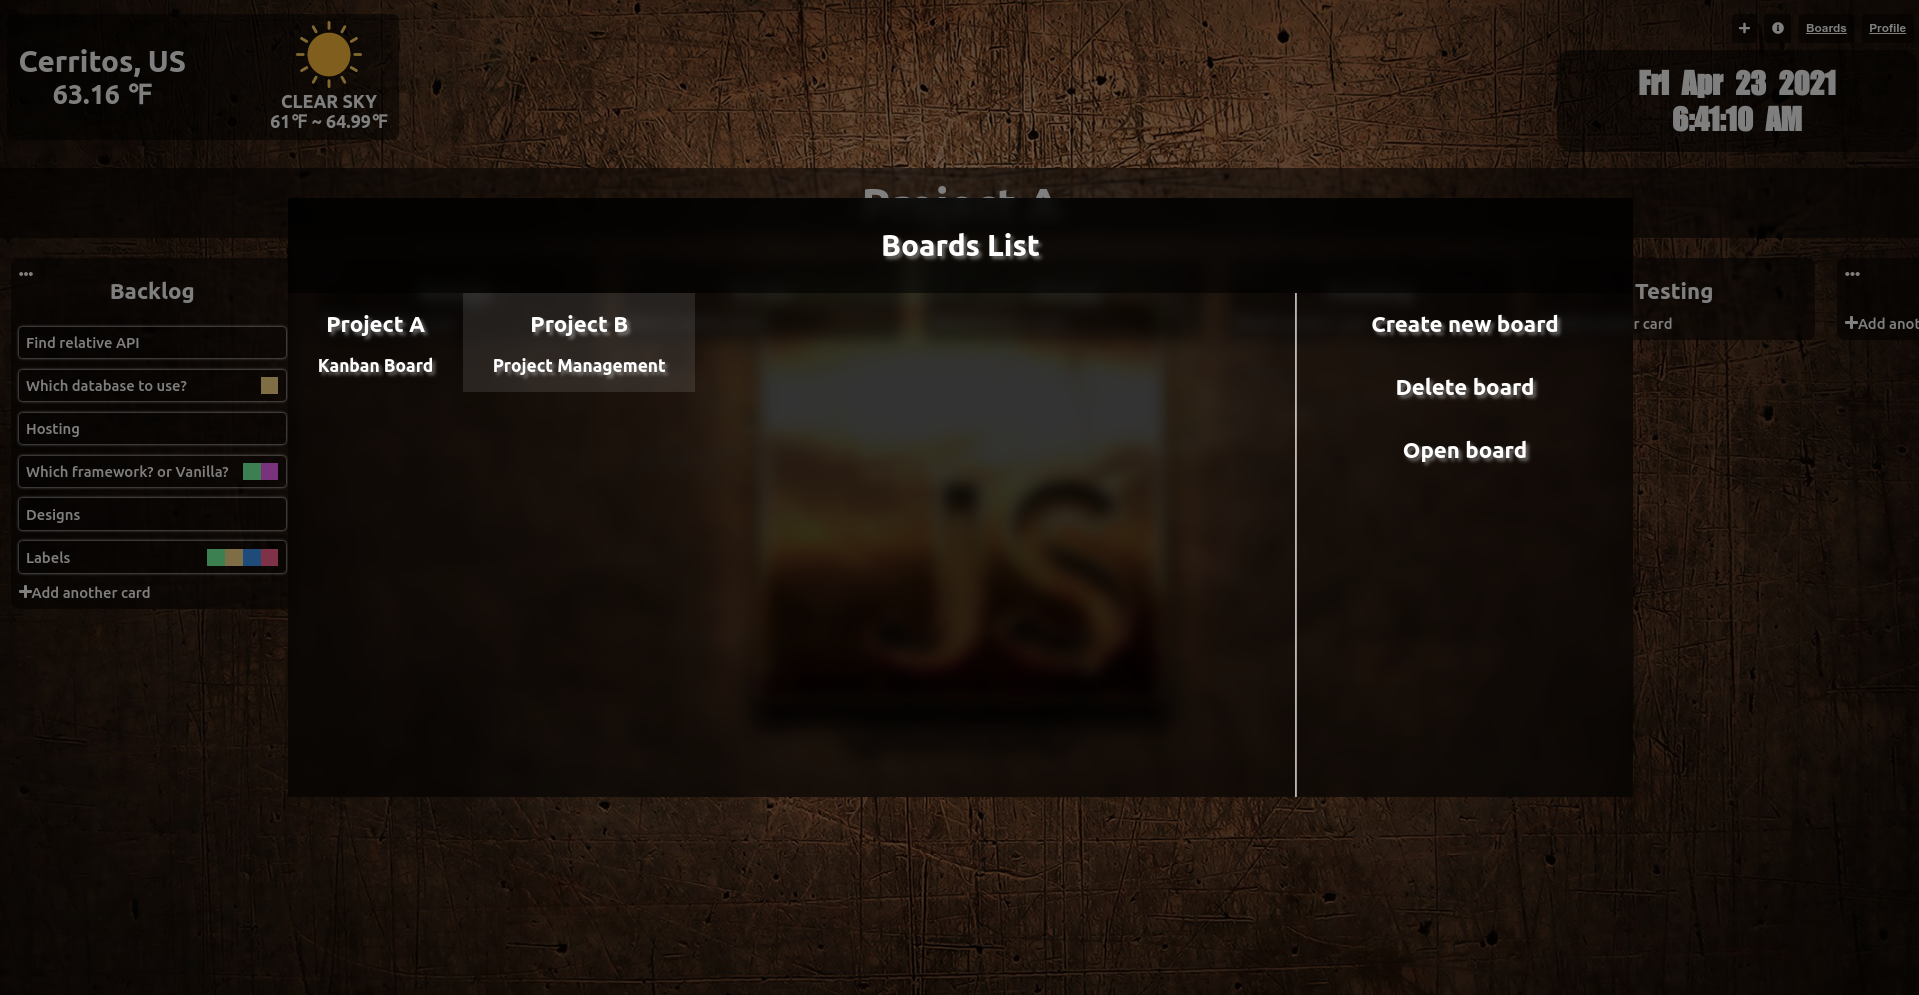 Cerritos, US
63.16 °F
CLEAR SKY
61°F ~ 64.99°F
Boards
Profile
Fri Apr 23 2021
6:41:10 AM
Project A
Boards List
Project A
Kanban Board
Project B
Project Management
Create new board
Delete board
Open board
Backlog
Find relative API
Which database to use?
Hosting
Which framework? or Vanilla?
Designs
Labels
Add another card
Testing
card
Add
JS